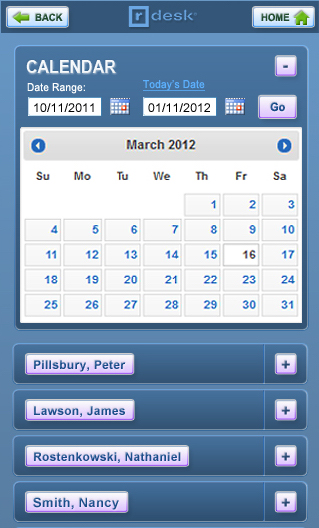 BACK r desk® HOME
CALENDAR -
Date Range: Today's Date
10/11/2011 01/11/2012 Go
March 2012
Su Mo Tu We Th Fr Sa
1 2 3
4 5 6 7 8 9 10
11 12 13 14 15 16 17
18 19 20 21 22 23 24
25 26 27 28 29 30 31
Pillsbury, Peter +
Lawson, James +
Rostenkowski, Nathaniel +
Smith, Nancy +